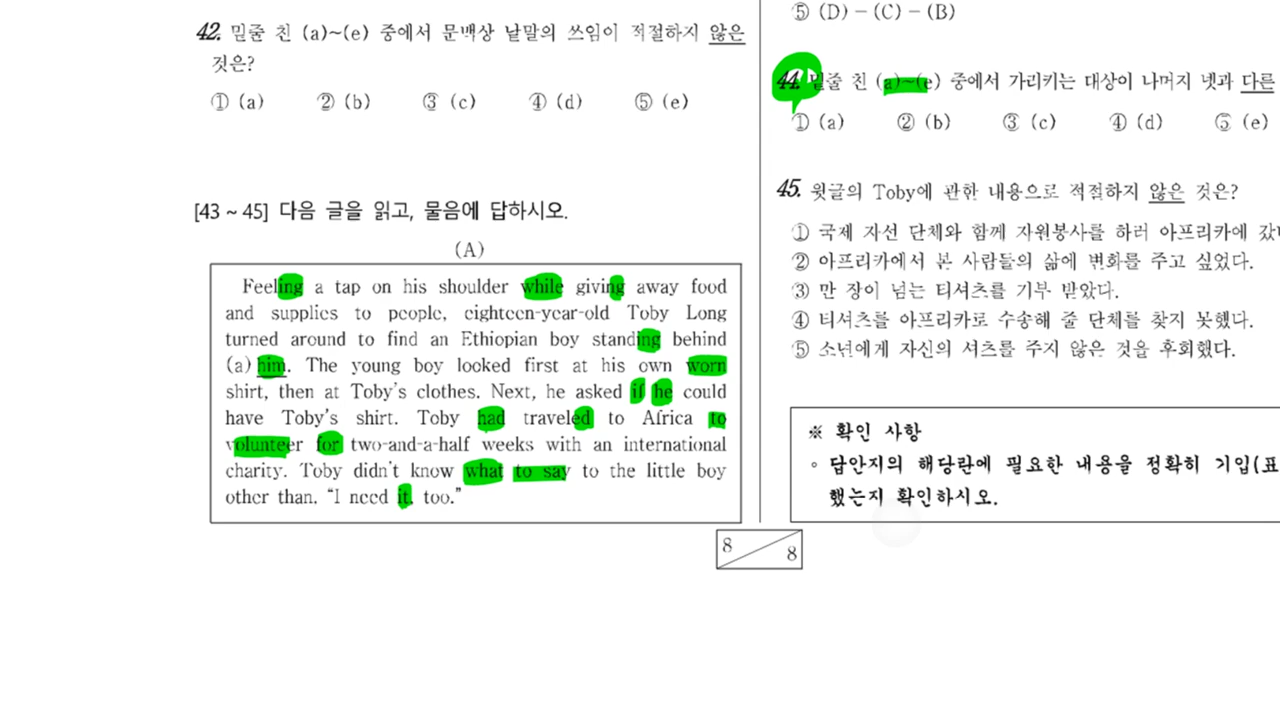 42. 밑줄 친 (a)~(e) 중에서 문맥상 낱말의 쓰임이 적절하지 않은
것은?
① (a) ② (b) ③ (c) ④ (d) ⑤ (e)
[43 ~ 45] 다음 글을 읽고, 물음에 답하시오.
(A)
Feeling a tap on his shoulder while giving away food
and supplies to people, eighteen-year-old Toby Long
turned around to find an Ethiopian boy standing behind
(a) him. The young boy looked first at his own worn
shirt, then at Toby's clothes. Next, he asked if he could
have Toby's shirt. Toby had traveled to Africa to
volunteer for two-and-a-half weeks with an international
charity. Toby didn't know what to say to the little boy
other than, “I need it, too.”
⑤ (D) - (C) - (B)
44. 밑줄 친 (a)~(e) 중에서 가리키는 대상이 나머지 넷과 다른
① (a) ② (b) ③ (c) ④ (d) ⑤ (e)
45. 윗글의 Toby에 관한 내용으로 적절하지 않은 것은?
① 국제 자선 단체와 함께 자원봉사를 하러 아프리카에 갔
② 아프리카에서 본 사람들의 삶에 변화를 주고 싶었다.
③ 만 장이 넘는 티셔츠를 기부 받았다.
④ 티셔츠를 아프리카로 수송해 줄 단체를 찾지 못했다.
⑤ 소년에게 자신의 셔츠를 주지 않은 것을 후회했다.
※ 확인 사항
◦ 답안지의 해당란에 필요한 내용을 정확히 기입(표
했는지 확인하시오.
8 8